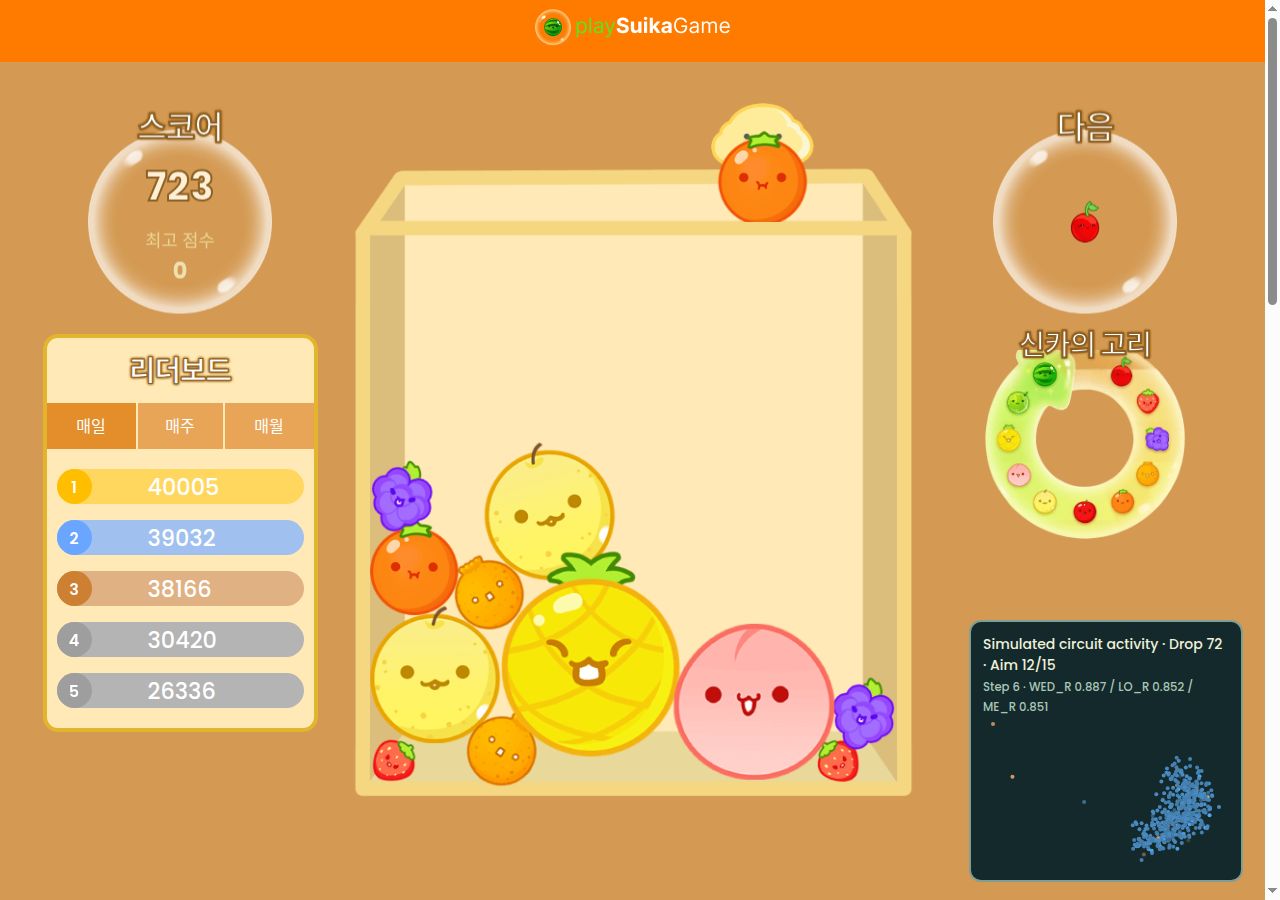 playSuikaGame
스코어
723
최고 점수
0
리더보드
매일 매주 매월
1 40005
2 39032
3 38166
4 30420
5 26336
다음
신카의 고리
Simulated circuit activity · Drop 72
· Aim 12/15
Step 6 · WED_R 0.887 / LO_R 0.852 /
ME_R 0.851